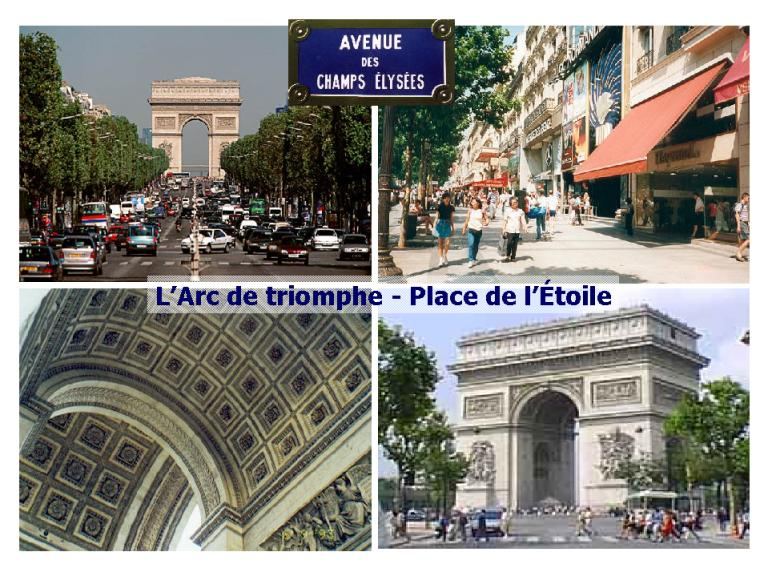 AVENUE
DES
CHAMPS ÉLYSÉES
L'Arc de triomphe - Place de l'Étoile